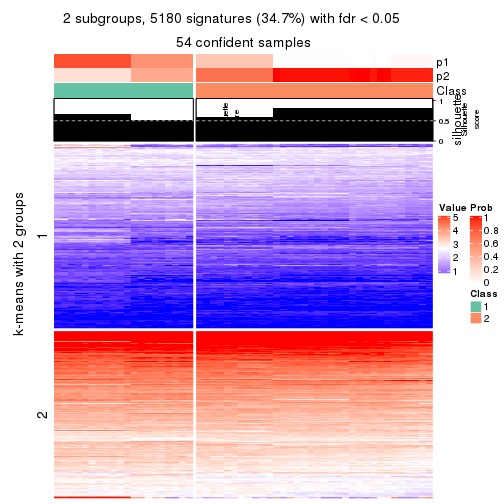 2 subgroups, 5180 signatures (34.7%) with fdr < 0.05
54 confident samples
p1
p2
Class
1
0.5
0
silhouette
Silhouette
score
k-means with 2 groups
1
2
Value
5
4
3
2
1
Prob
1
0.8
0.6
0.4
0.2
0
Class
1
2